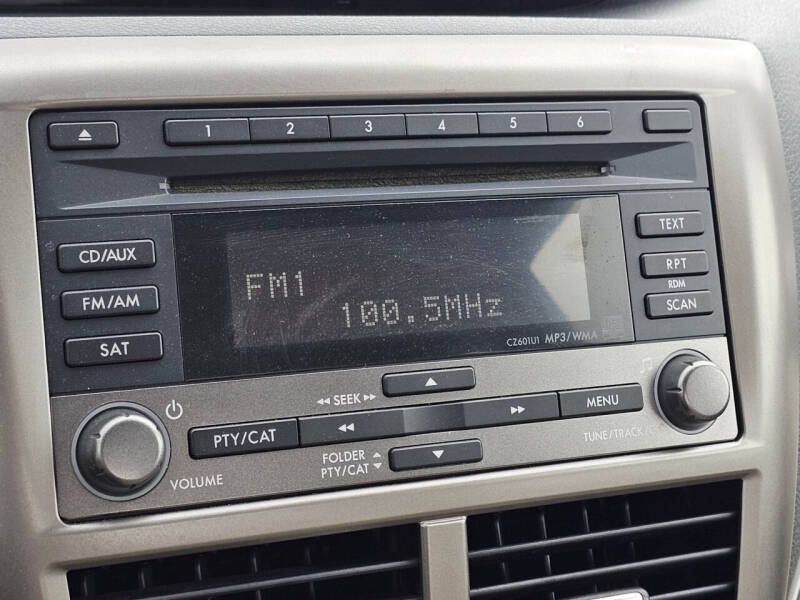 1 2 3 4 5 6
CD/AUX
FM/AM
SAT
FM1
100.5MHz
CZ601U1 MP3/WMA
TEXT
RPT
RDM
SCAN
SEEK
PTY/CAT
MENU
VOLUME
FOLDER
PTY/CAT
TUNE/TRACK/